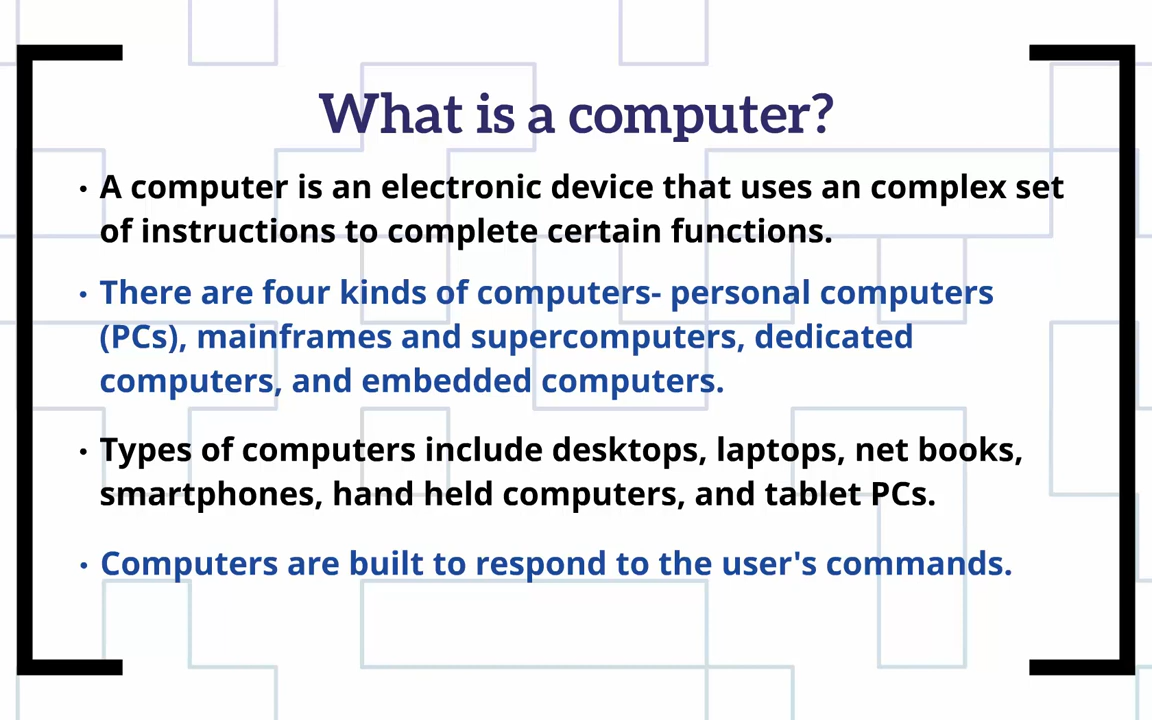 What is a computer?
• A computer is an electronic device that uses an complex set
of instructions to complete certain functions.
• There are four kinds of computers- personal computers
(PCs), mainframes and supercomputers, dedicated
computers, and embedded computers.
• Types of computers include desktops, laptops, net books,
smartphones, hand held computers, and tablet PCs.
• Computers are built to respond to the user's commands.